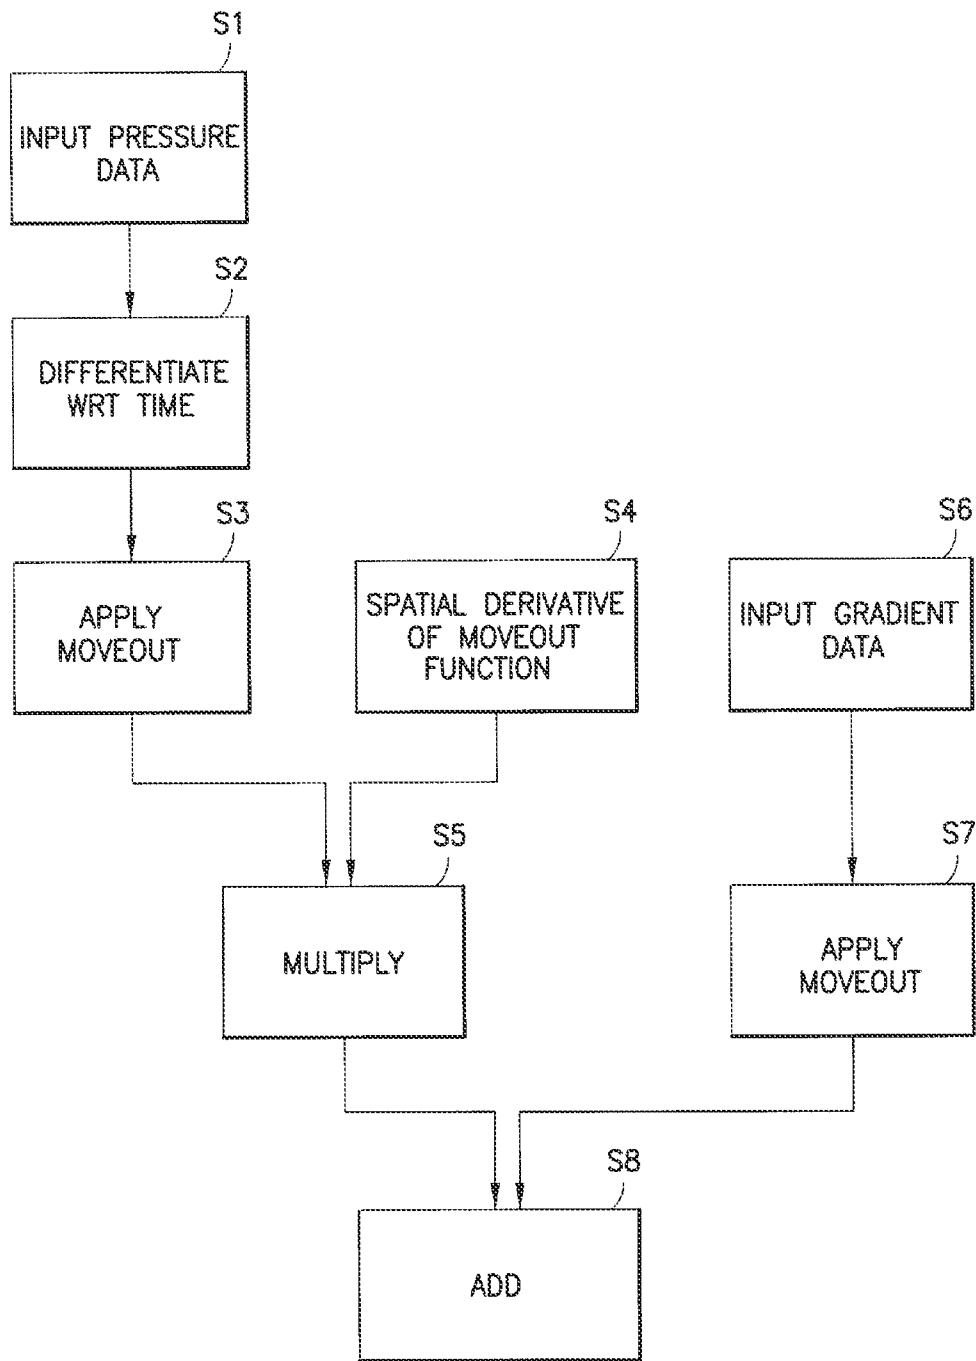 S1
INPUT PRESSURE
DATA
S2
DIFFERENTIATE
WRT TIME
S3
APPLY
MOVEOUT
S4
SPATIAL DERIVATIVE
OF MOVEOUT
FUNCTION
S6
INPUT GRADIENT
DATA
S5
MULTIPLY
S7
APPLY
MOVEOUT
S8
ADD